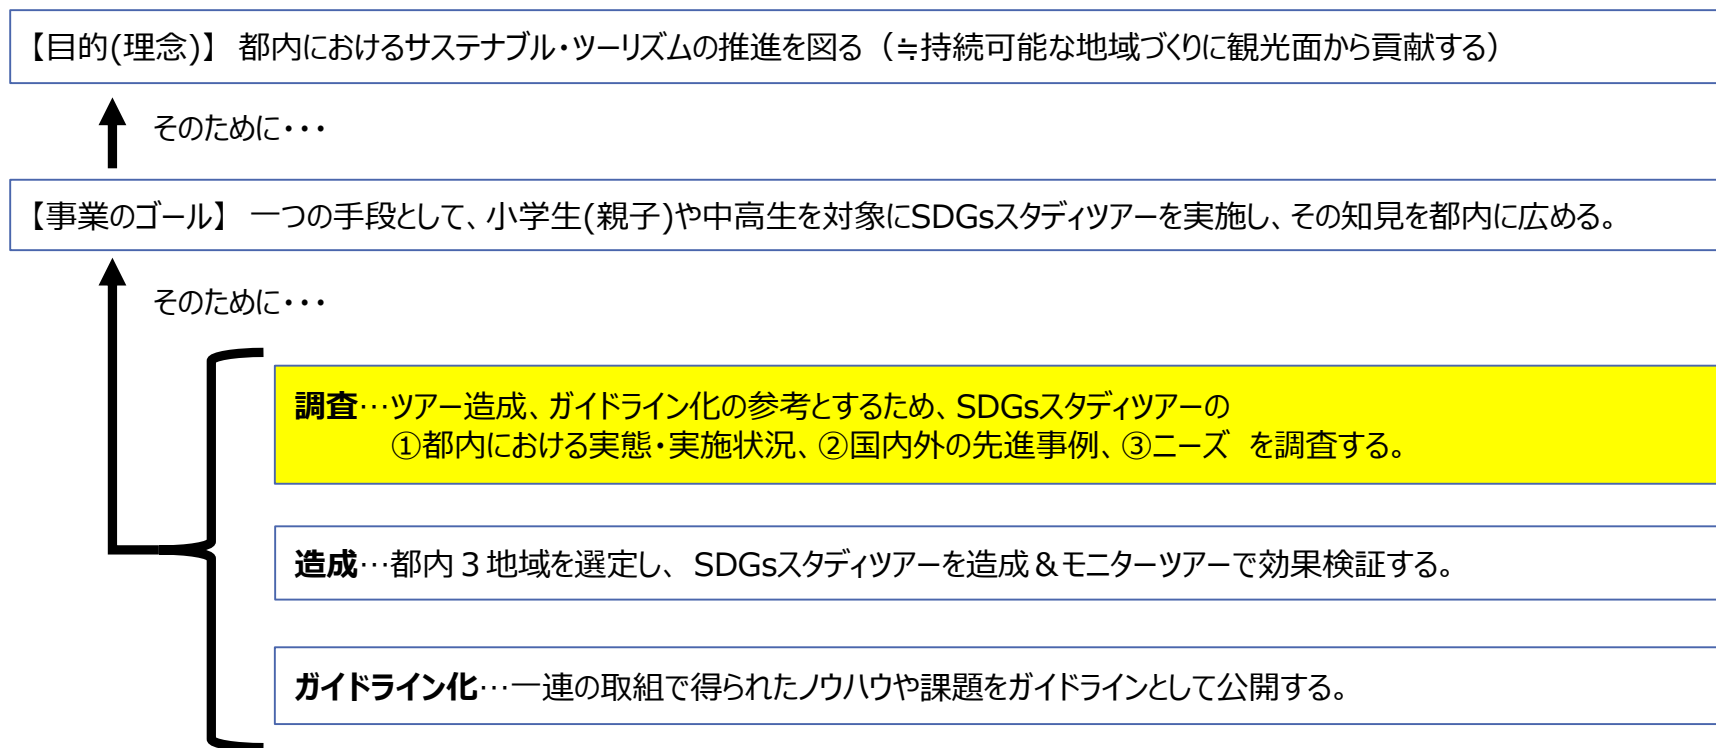 【目的(理念)】 都内におけるサステナブル・ツーリズムの推進を図る（≒持続可能な地域づくりに観光面から貢献する）
そのために・・・
【事業のゴール】 一つの手段として、小学生(親子)や中高生を対象にSDGsスタディツアーを実施し、その知見を都内に広める。
そのために・・・
調査…ツアー造成、ガイドライン化の参考とするため、SDGsスタディツアーの
①都内における実態・実施状況、②国内外の先進事例、③ニーズ を調査する。
造成…都内３地域を選定し、SDGsスタディツアーを造成＆モニターツアーで効果検証する。
ガイドライン化…一連の取組で得られたノウハウや課題をガイドラインとして公開する。